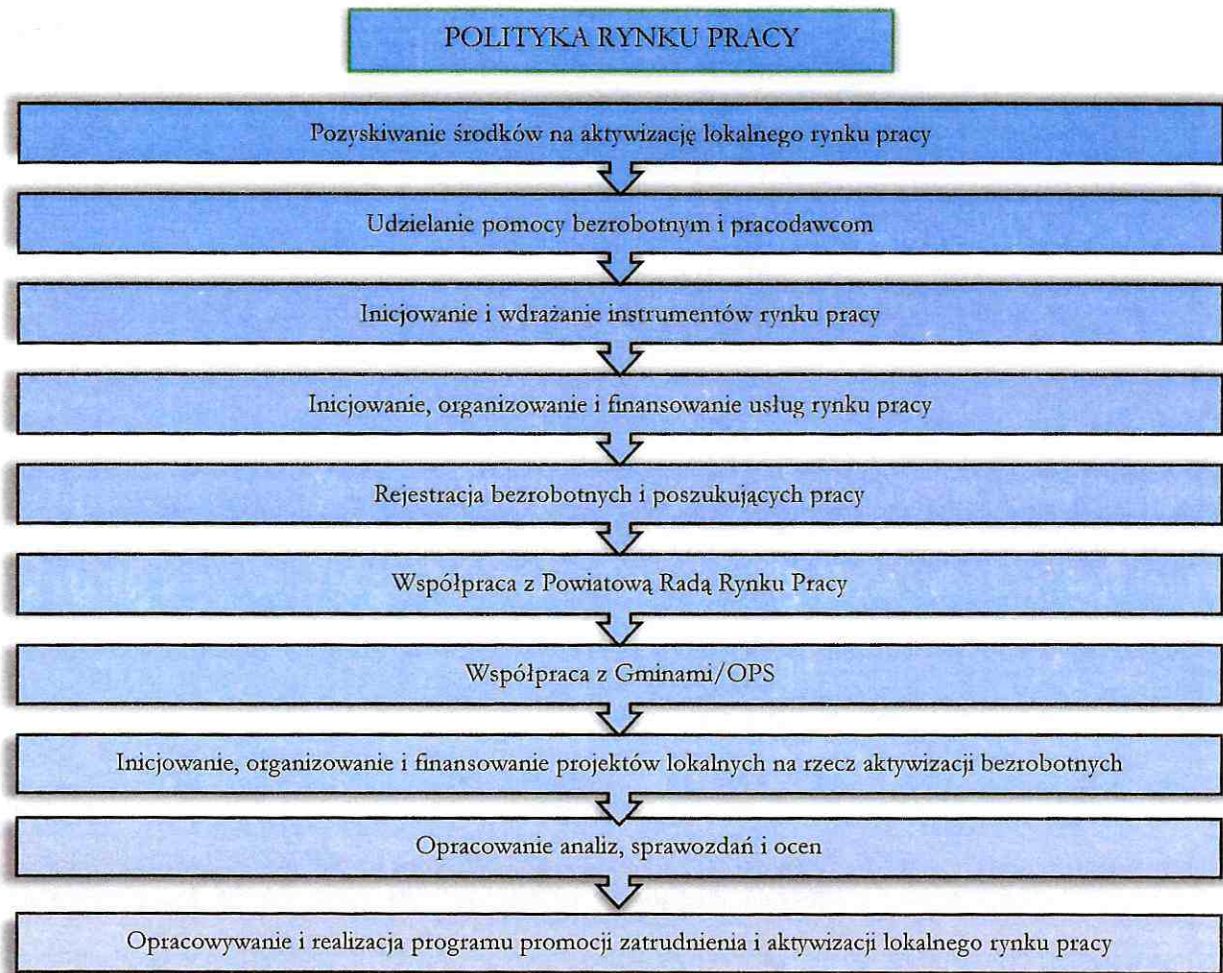 POLITYKA RYNKU PRACY
Pozyskiwanie środków na aktywizację lokalnego rynku pracy
Udzielanie pomocy bezrobotnym i pracodawcom
Inicjowanie i wdrażanie instrumentów rynku pracy
Inicjowanie, organizowanie i finansowanie usług rynku pracy
Rejestracja bezrobotnych i poszukujących pracy
Współpraca z Powiatową Radą Rynku Pracy
Współpraca z Gminami/OPS
Inicjowanie, organizowanie i finansowanie projektów lokalnych na rzecz aktywizacji bezrobotnych
Opracowanie analiz, sprawozdań i ocen
Opracowywanie i realizacja programu promocji zatrudnienia i aktywizacji lokalnego rynku pracy